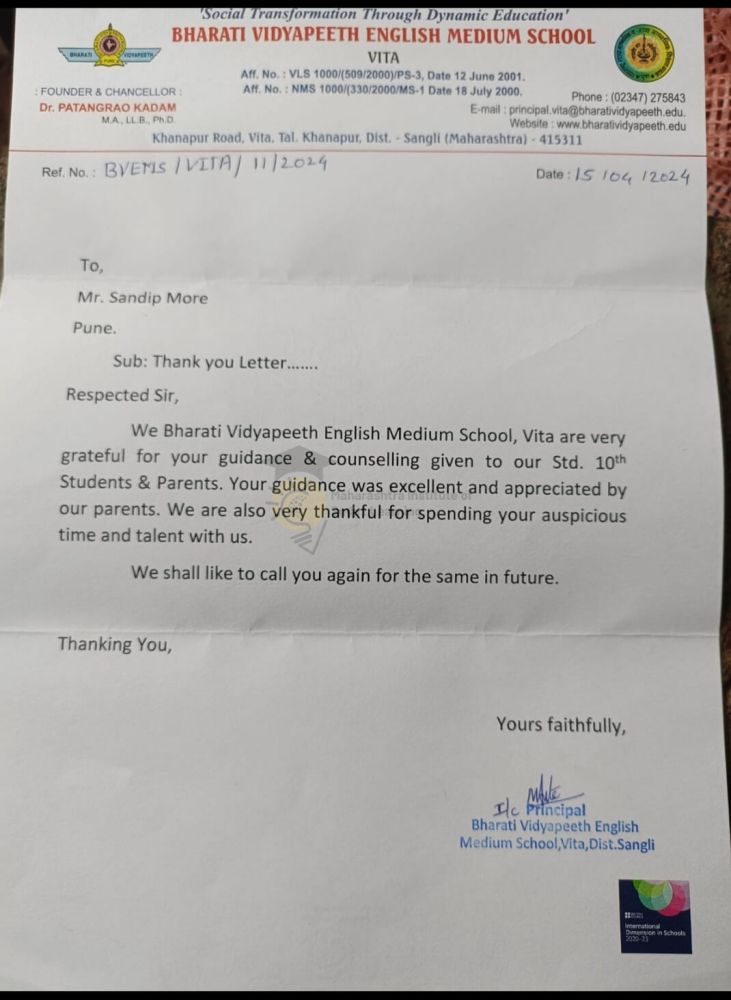 'Social Transformation Through Dynamic Education'
BHARATI VIDYAPEETH ENGLISH MEDIUM SCHOOL
VITA
BHARATI VIDYAPEETH
PUNE
Aff. No. : VLS 1000/(509/2000)/PS-3, Date 12 June 2001.
Aff. No. : NMS 1000/(330/2000/MS-1 Date 18 July 2000.
: FOUNDER & CHANCELLOR :
Dr. PATANGRAO KADAM
M.A., LL.B., Ph.D.
Phone : (02347) 275843
E-mail : principal.vita@bharatividyapeeth.edu.
Website : www.bharatividyapeeth.edu
Khanapur Road, Vita, Tal. Khanapur, Dist. - Sangli (Maharashtra) - 415311
Ref. No. : BVEMS / VITA / 11 / 2024
Date : 15 / 04 / 2024
To,
Mr. Sandip More
Pune.
Sub: Thank you Letter.......
Respected Sir,
We Bharati Vidyapeeth English Medium School, Vita are very
grateful for your guidance & counselling given to our Std. 10th
Students & Parents. Your guidance was excellent and appreciated by
Maharashtra Institute of
our parents. We are also very thankful for spending your auspicious
time and talent with us.
We shall like to call you again for the same in future.
Thanking You,
Yours faithfully,
I/c Principal
Bharati Vidyapeeth English
Medium School,Vita,Dist.Sangli
International
Dimension in Schools
2020-23